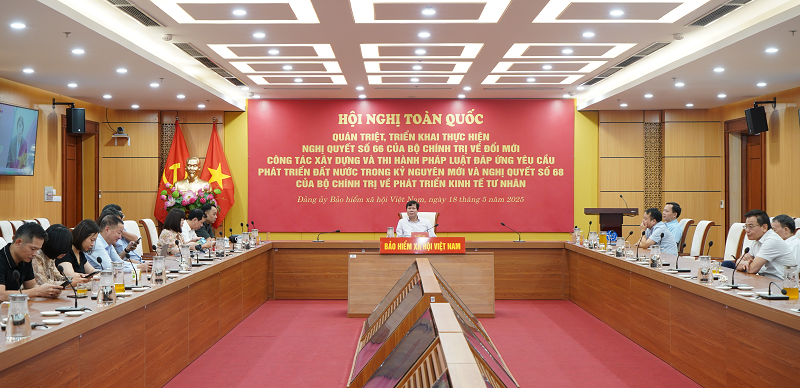 HỘI NGHỊ TOÀN QUỐC
QUÁN TRIỆT, TRIỂN KHAI THỰC HIỆN
NGHỊ QUYẾT SỐ 66 CỦA BỘ CHÍNH TRỊ VỀ ĐỔI MỚI
CÔNG TÁC XÂY DỰNG VÀ THI HÀNH PHÁP LUẬT ĐÁP ỨNG YÊU CẦU
PHÁT TRIỂN ĐẤT NƯỚC TRONG KỶ NGUYÊN MỚI VÀ NGHỊ QUYẾT SỐ 68
CỦA BỘ CHÍNH TRỊ VỀ PHÁT TRIỂN KINH TẾ TƯ NHÂN
Đảng ủy Bảo hiểm xã hội Việt Nam, ngày 18 tháng 5 năm 2025
BẢO HIỂM XÃ HỘI VIỆT NAM